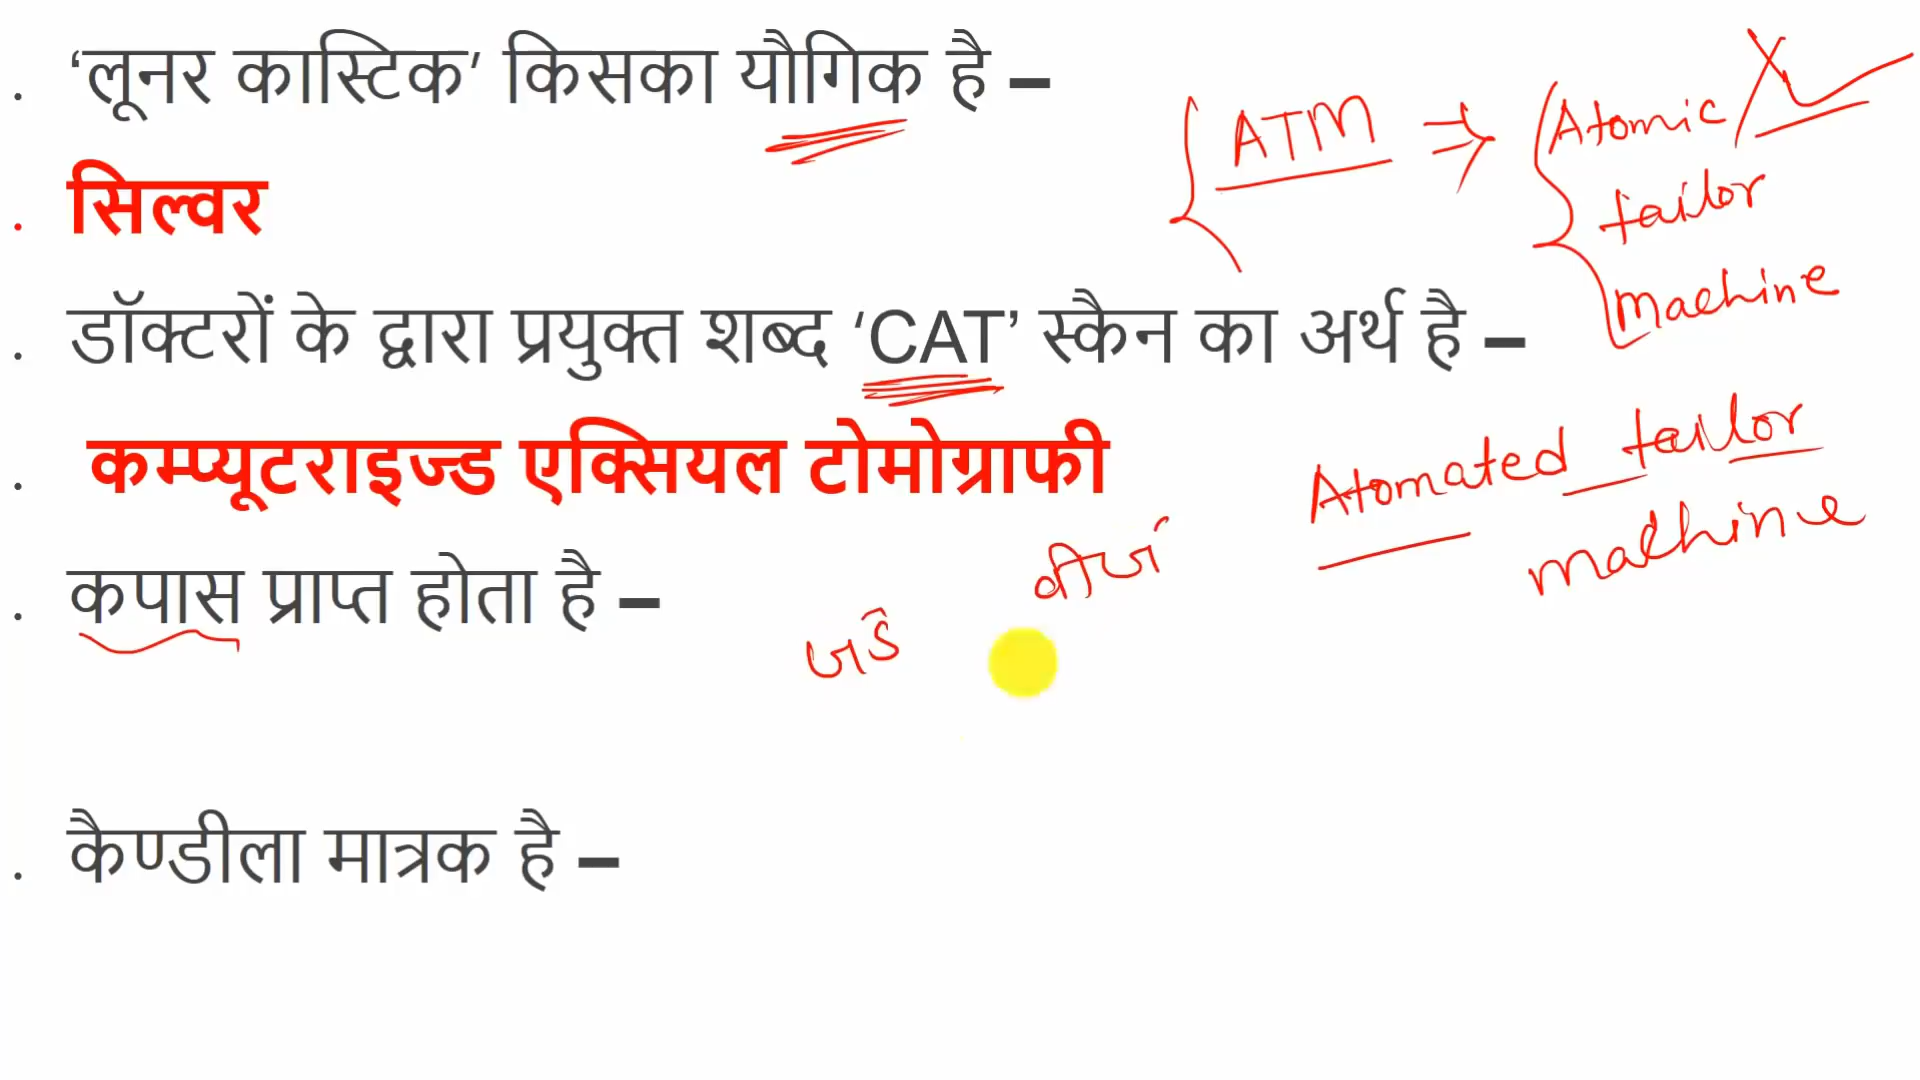 . ‘लूनर कास्टिक’ किसका यौगिक है –
. सिल्वर
. डॉक्टरों के द्वारा प्रयुक्त शब्द ‘CAT’ स्कैन का अर्थ है –
. कम्प्यूटराइज्ड एक्सियल टोमोग्राफी
. कपास प्राप्त होता है –
. कैण्डीला मात्रक है –
ATM ⇒ Atomic
tailor
Machine
Atomated tailor
machine
बीज
जड